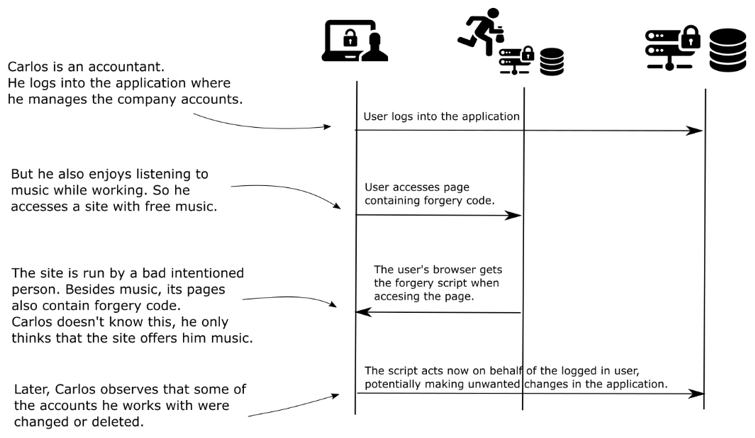 Carlos is an accountant.
He logs into the application where
he manages the company accounts.
User logs into the application
But he also enjoys listening to
music while working. So he
accesses a site with free music.
User accesses page
containing forgery code.
The site is run by a bad intentioned
person. Besides music, its pages
also contain forgery code.
Carlos doesn't know this, he only
thinks that the site offers him music.
The user's browser gets
the forgery script when
accesing the page.
Later, Carlos observes that some of
the accounts he works with were
changed or deleted.
The script acts now on behalf of the logged in user,
potentially making unwanted changes in the application.